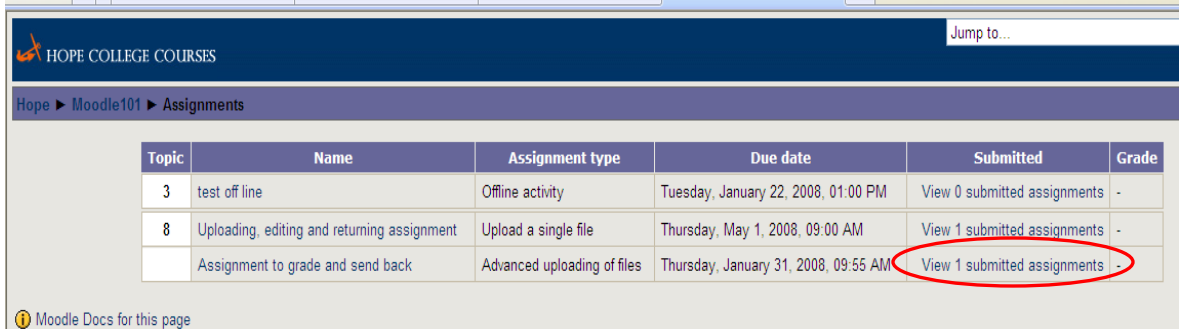 Jump to...
HOPE COLLEGE COURSES
Hope ► Moodle101 ► Assignments
Topic Name Assignment type Due date Submitted Grade
3 test off line Offline activity Tuesday, January 22, 2008, 01:00 PM View 0 submitted assignments -
8 Uploading, editing and returning assignment Upload a single file Thursday, May 1, 2008, 09:00 AM View 1 submitted assignments -
Assignment to grade and send back Advanced uploading of files Thursday, January 31, 2008, 09:55 AM View 1 submitted assignments -
Moodle Docs for this page